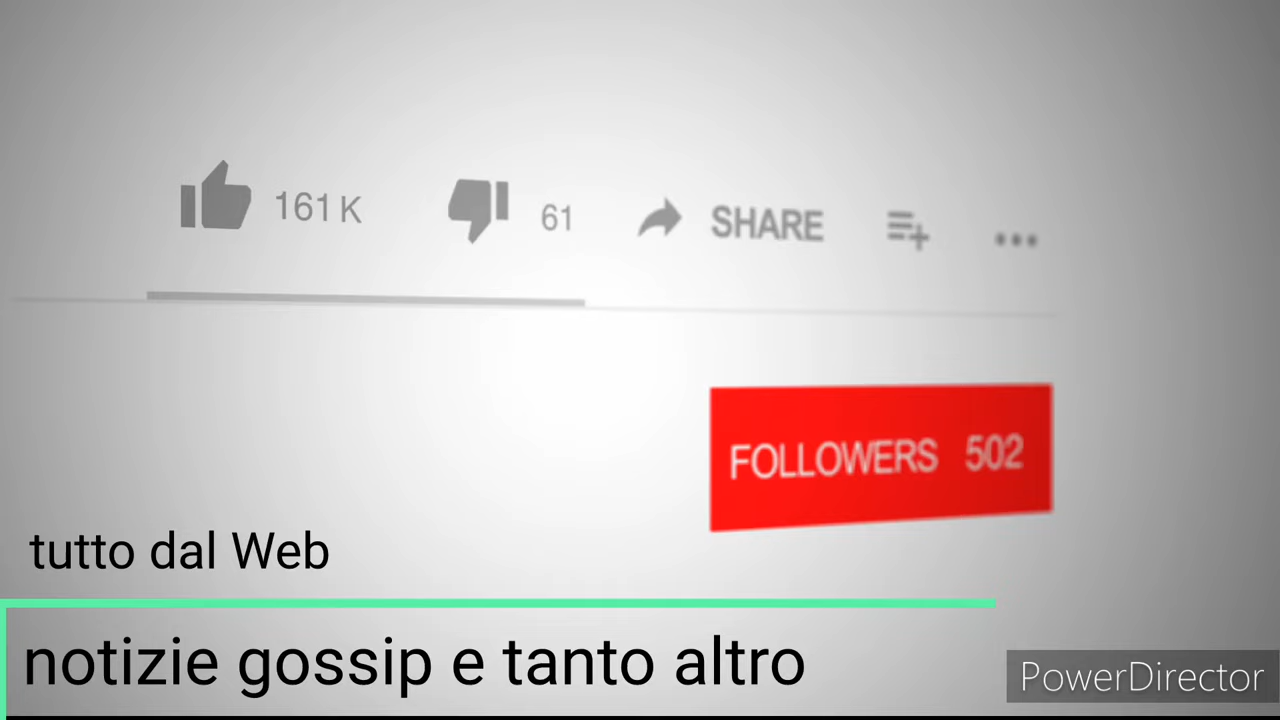 161 K 61 SHARE
FOLLOWERS 502
tutto dal Web
notizie gossip e tanto altro
PowerDirector